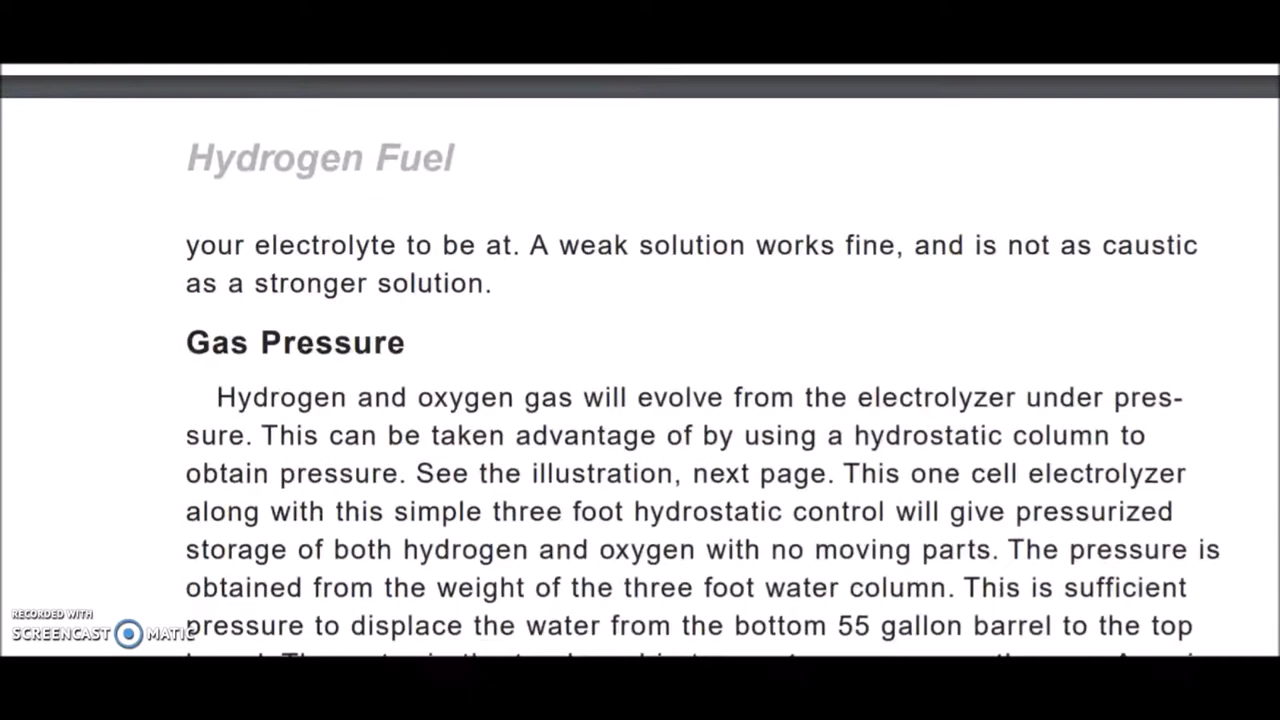 Hydrogen Fuel
your electrolyte to be at. A weak solution works fine, and is not as caustic
as a stronger solution.
Gas Pressure
Hydrogen and oxygen gas will evolve from the electrolyzer under pres-
sure. This can be taken advantage of by using a hydrostatic column to
obtain pressure. See the illustration, next page. This one cell electrolyzer
along with this simple three foot hydrostatic control will give pressurized
storage of both hydrogen and oxygen with no moving parts. The pressure is
obtained from the weight of the three foot water column. This is sufficient
pressure to displace the water from the bottom 55 gallon barrel to the top
RECORDED WITH
SCREENCAST MATIC